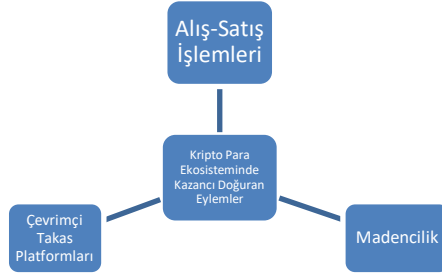 Alış-Satış
İşlemleri
Kripto Para
Ekosisteminde
Kazancı Doğuran
Eylemler
Çevrimçi
Takas
Platformları
Madencilik